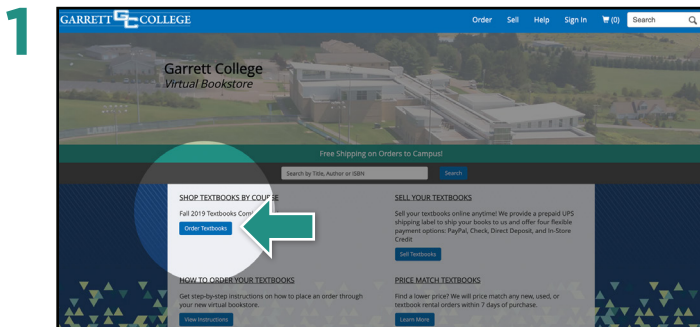 1
GARRETT GC COLLEGE
Order Sell Help Sign In (0) Search
Garrett College
Virtual Bookstore
Free Shipping on Orders to Campus!
Search by Title, Author or ISBN Search
SHOP TEXTBOOKS BY COURSE
Fall 2019 Textbooks
Order Textbooks
SELL YOUR TEXTBOOKS
Sell your textbooks online anytime! We provide a prepaid UPS
shipping label to ship your books to us and offer four flexible
payment options: PayPal, Check, Direct Deposit, and In-Store
Credit
Sell Textbooks
HOW TO ORDER YOUR TEXTBOOKS
Get step-by-step instructions on how to place an order through
your new virtual bookstore.
View Instructions
PRICE MATCH TEXTBOOKS
Find a lower price? We will price match any new, used, or
textbook rental orders within 7 days of purchase.
Learn More